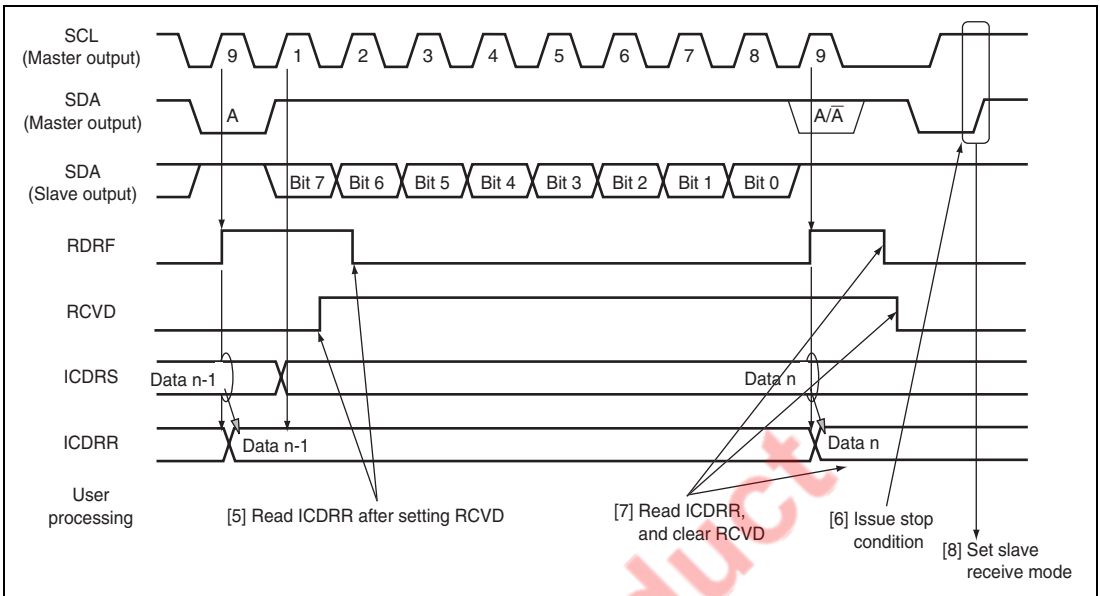 SCL
(Master output)
9 1 2 3 4 5 6 7 8 9
SDA
(Master output)
A A/A̅
SDA
(Slave output)
Bit 7 Bit 6 Bit 5 Bit 4 Bit 3 Bit 2 Bit 1 Bit 0
RDRF
RCVD
ICDRS
Data n-1 Data n
ICDRR
Data n-1 Data n
User
processing
[5] Read ICDRR after setting RCVD
[7] Read ICDRR,
and clear RCVD
[6] Issue stop
condition
[8] Set slave
receive mode
duct